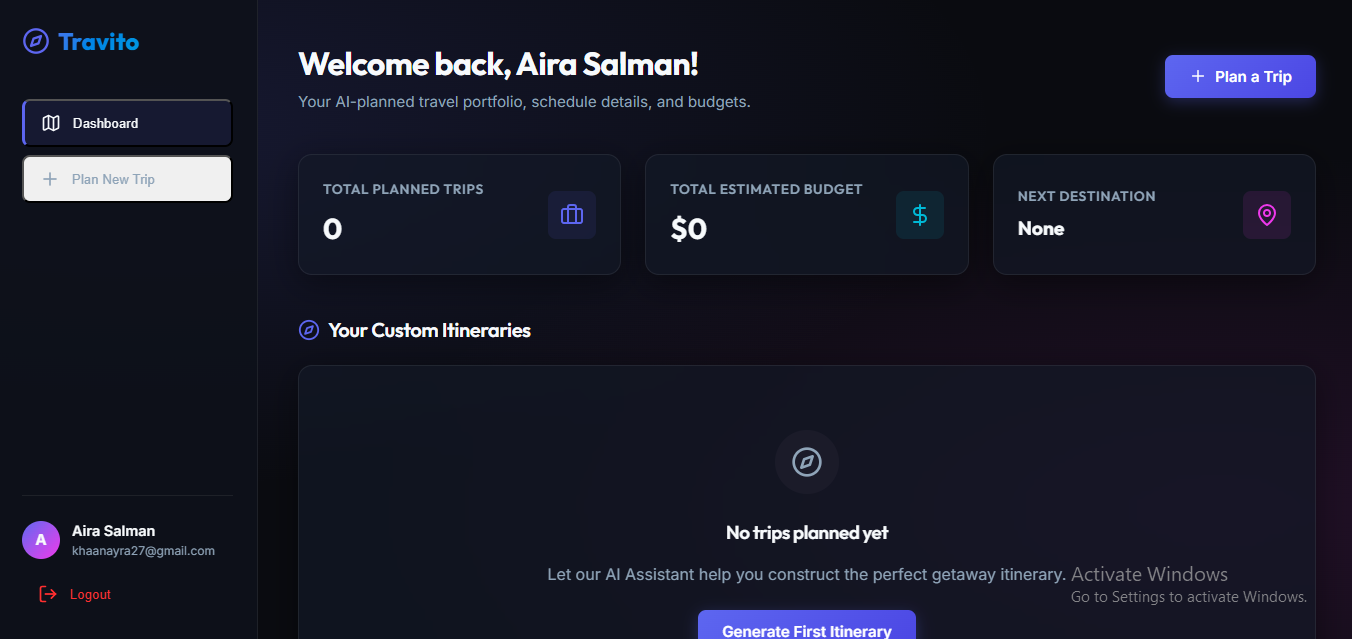 Travito
Dashboard
Plan New Trip
Aira Salman
khaanayra27@gmail.com
Logout
Welcome back, Aira Salman!
Your AI-planned travel portfolio, schedule details, and budgets.
+ Plan a Trip
TOTAL PLANNED TRIPS
0
TOTAL ESTIMATED BUDGET
$0
NEXT DESTINATION
None
Your Custom Itineraries
A
No trips planned yet
Let our AI Assistant help you construct the perfect getaway itinerary.
Generate First Itinerary
Activate Windows
Go to Settings to activate Windows.